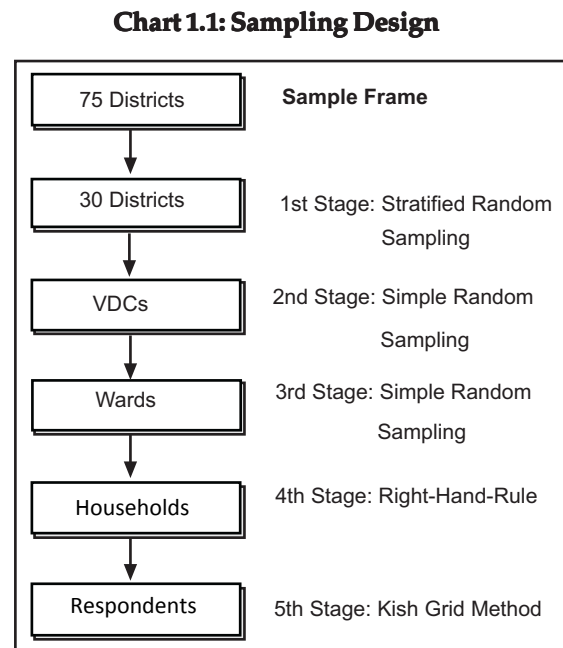 Chart 1.1: Sampling Design
75 Districts
Sample Frame
30 Districts
1st Stage: Stratified Random
Sampling
VDCs
2nd Stage: Simple Random
Sampling
Wards
3rd Stage: Simple Random
Sampling
Households
4th Stage: Right-Hand-Rule
Respondents
5th Stage: Kish Grid Method